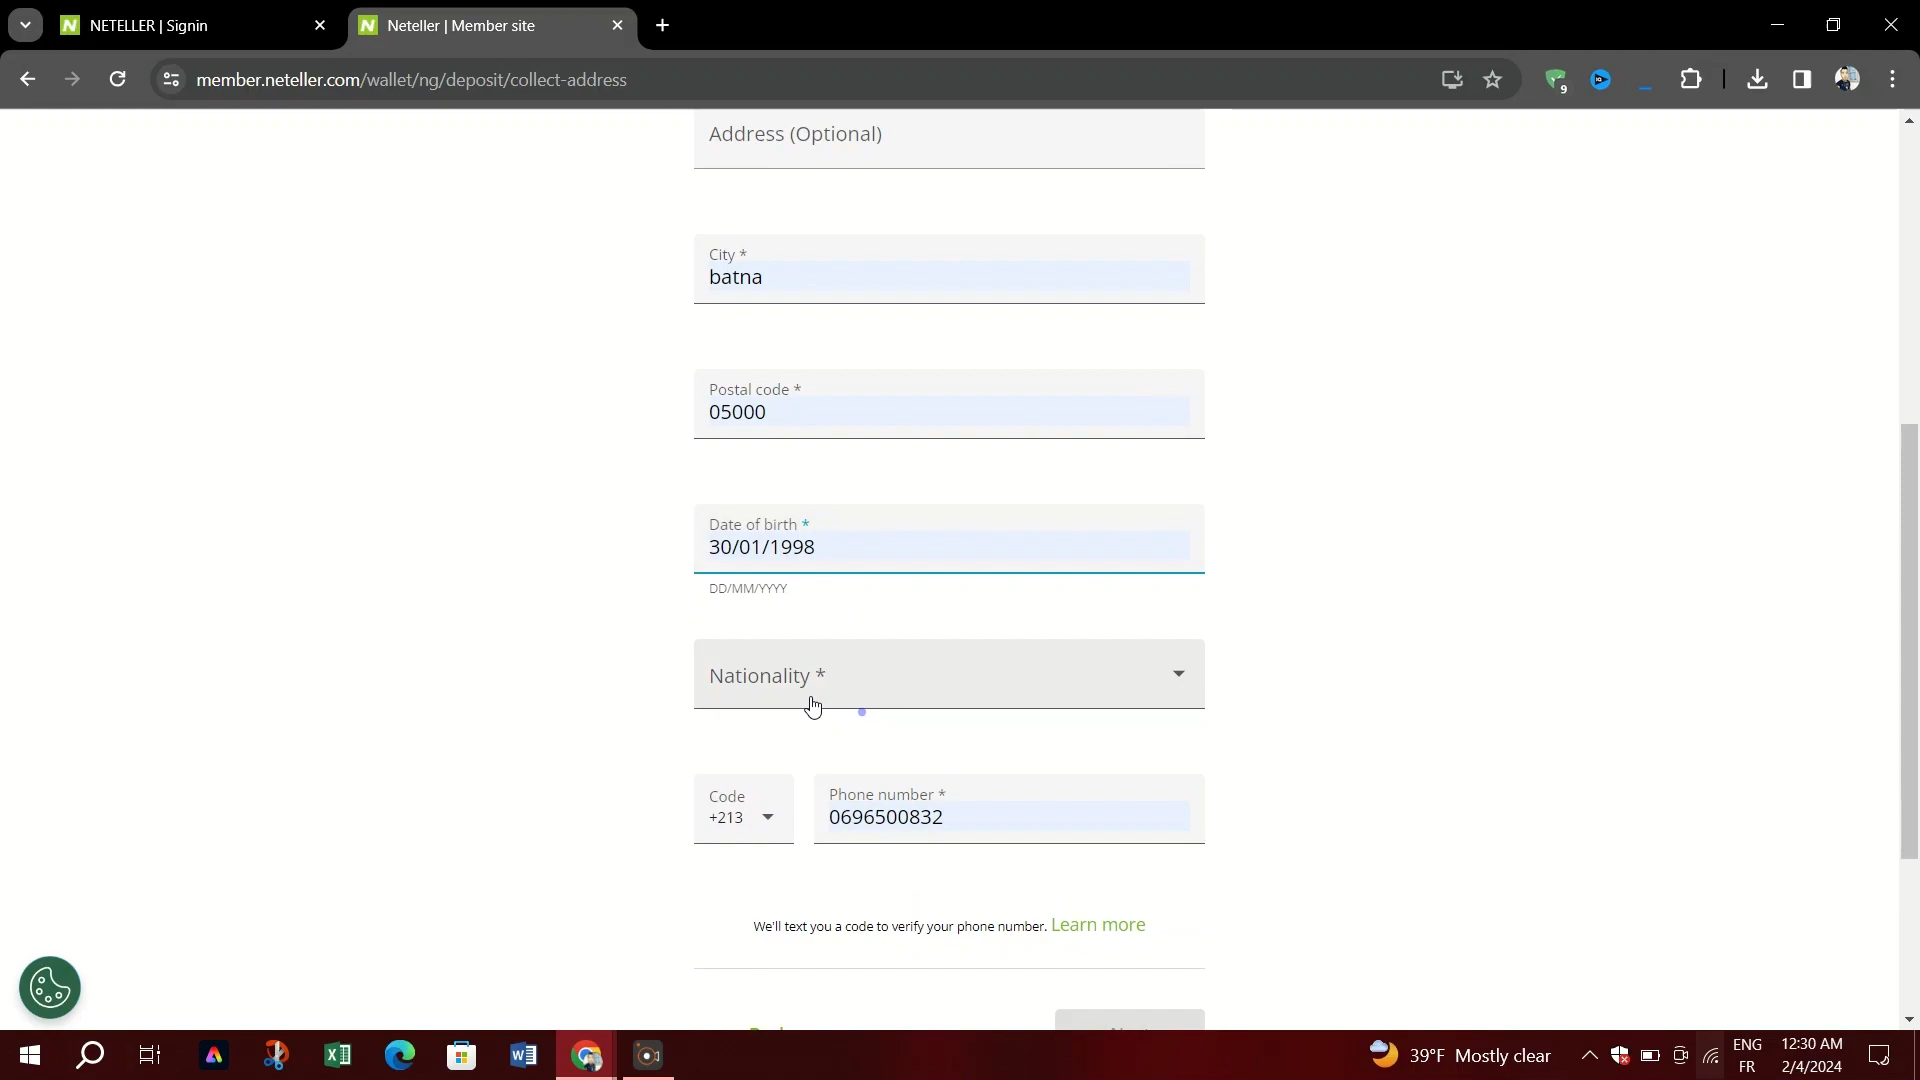 NETELLER | Signin
Neteller | Member site
member.neteller.com/wallet/ng/deposit/collect-address
9
Address (Optional)
City *
batna
Postal code *
05000
Date of birth *
30/01/1998
DD/MM/YYYY
Nationality *
Code
+213
Phone number *
0696500832
We'll text you a code to verify your phone number. Learn more
39°F Mostly clear
ENG
FR
12:30 AM
2/4/2024